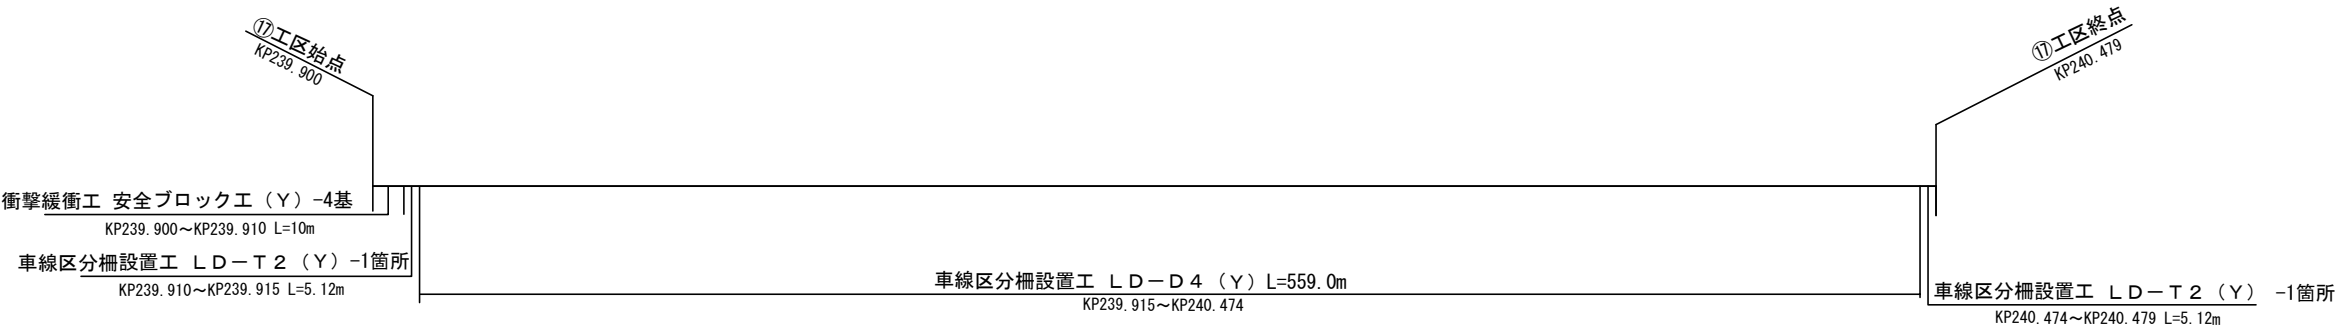 ⑰工区始点
KP239.900
⑰工区終点
KP240.479
衝撃緩衝工 安全ブロック工（Y）-4基
KP239.900～KP239.910 L=10m
車線区分柵設置工 LD－T2（Y）-1箇所
KP239.910～KP239.915 L=5.12m
車線区分柵設置工 LD－D4（Y）L=559.0m
KP239.915～KP240.474
車線区分柵設置工 LD－T2（Y） -1箇所
KP240.474～KP240.479 L=5.12m